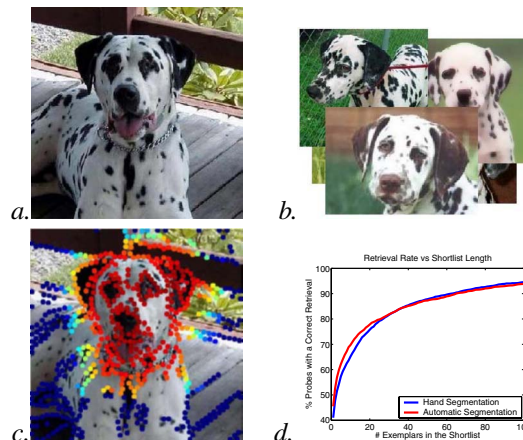 a.
b.
c.
d.
Retrieval Rate vs Shortlist Length
% Probes with a Correct Retrieval
100
90
80
70
60
50
40
0 20 40 60 80 100
# Exemplars in the Shortlist
Hand Segmentation
Automatic Segmentation